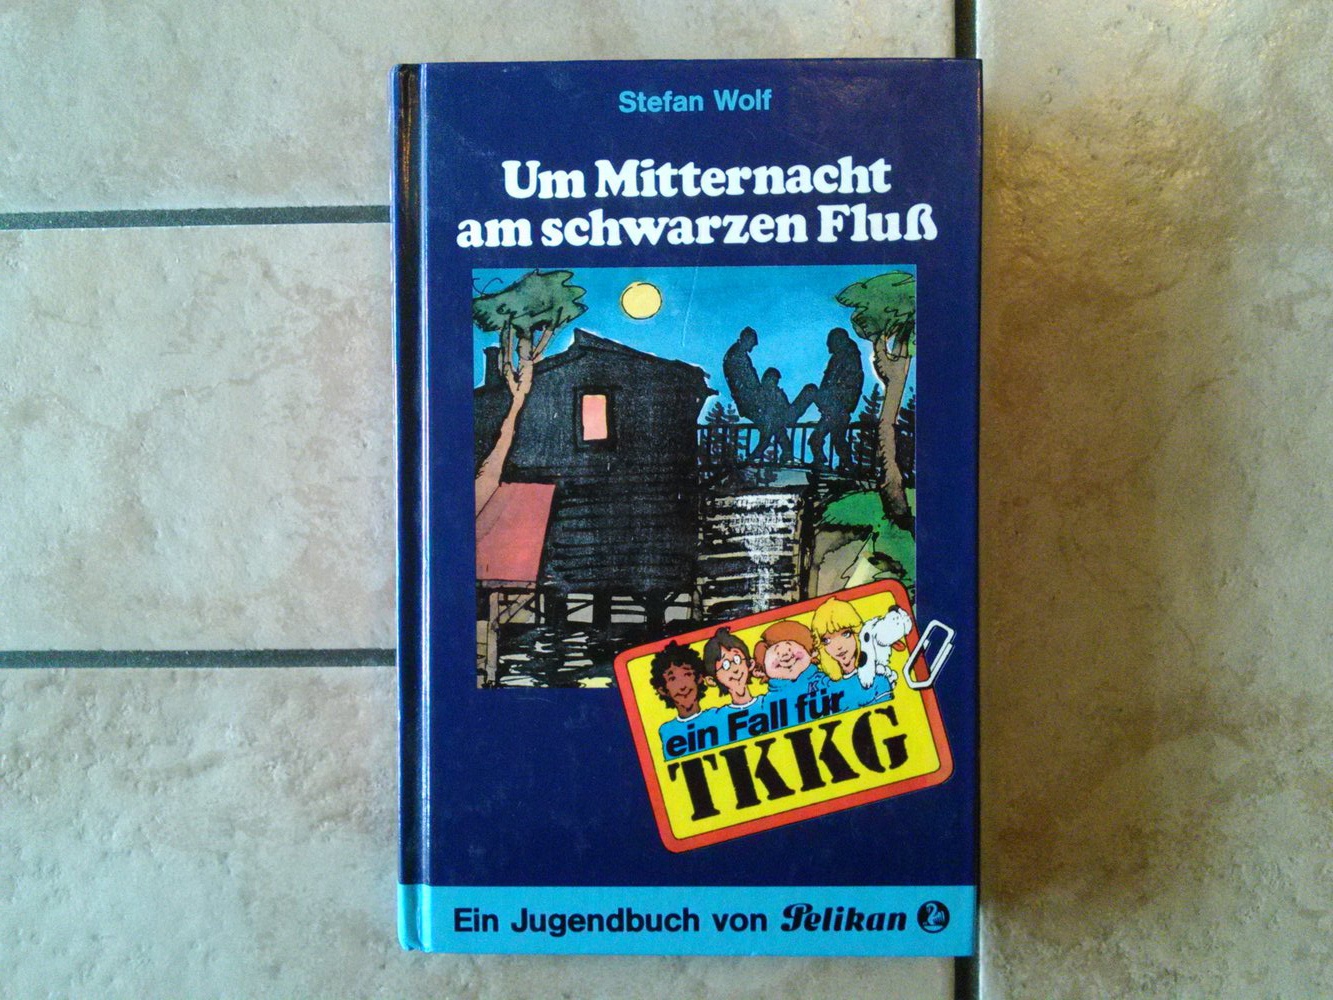 Stefan Wolf
Um Mitternacht
am schwarzen Fluß
ein Fall für
TKKG
Ein Jugendbuch von Pelikan